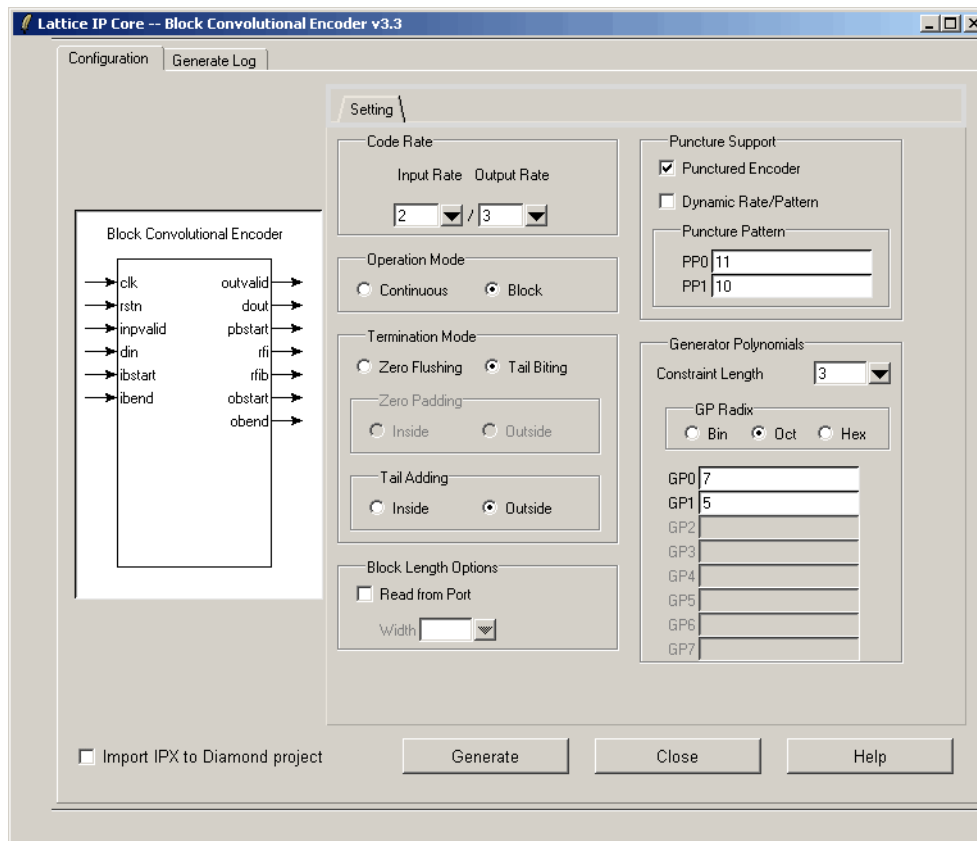 Lattice IP Core -- Block Convolutional Encoder v3.3
Configuration
Generate Log
Block Convolutional Encoder
clk
rstn
inpvalid
din
ibstart
ibend
outvalid
dout
pbstart
rfi
rfib
obstart
obend
Setting
Code Rate
Input Rate Output Rate
2 / 3
Operation Mode
Continuous Block
Termination Mode
Zero Flushing Tail Biting
Zero Padding
Inside Outside
Tail Adding
Inside Outside
Block Length Options
Read from Port
Width
Puncture Support
Punctured Encoder
Dynamic Rate/Pattern
Puncture Pattern
PP0 11
PP1 10
Generator Polynomials
Constraint Length 3
GP Radix
Bin Oct Hex
GP0 7
GP1 5
GP2
GP3
GP4
GP5
GP6
GP7
Import IPX to Diamond project
Generate
Close
Help